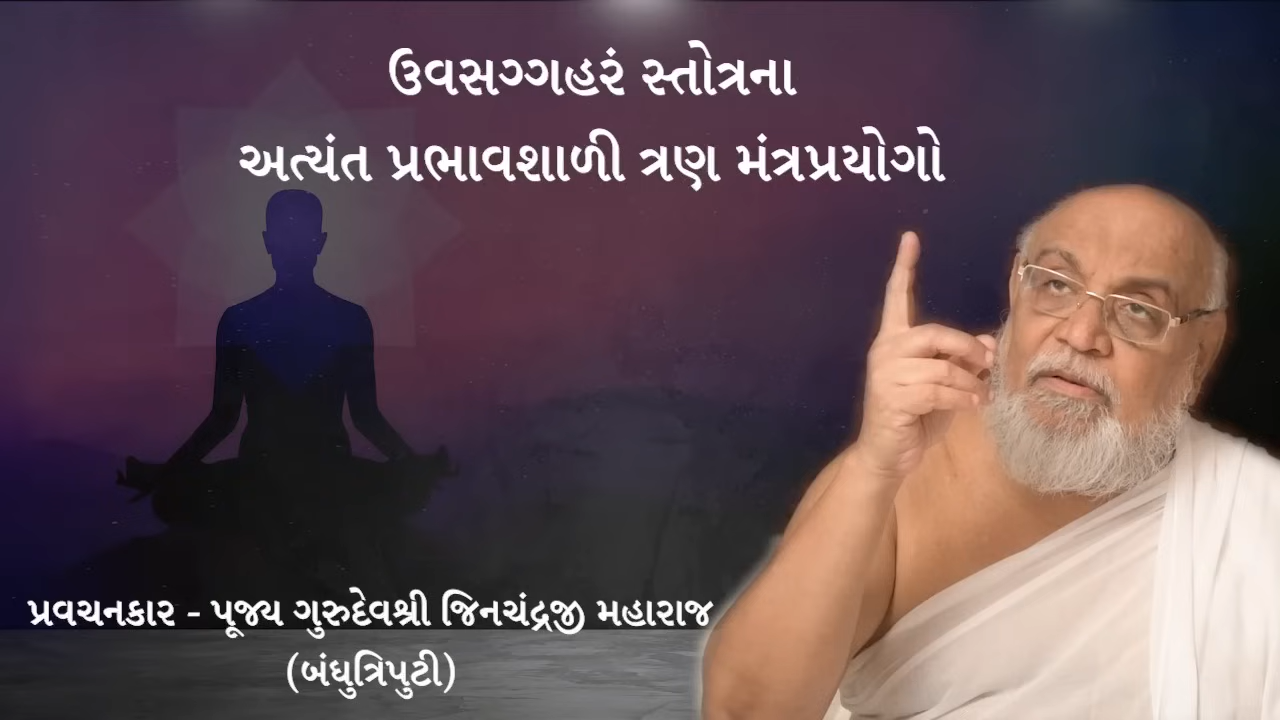 ઉવસગ્ગહરં સ્તોત્રના
અત્યંત પ્રભાવશાળી ત્રણ મંત્રપ્રયોગો
પ્રવચનકાર - પૂજ્ય ગુરુદેવશ્રી જિનચંદ્રજી મહારાજ
(બંધુત્રિપુટી)